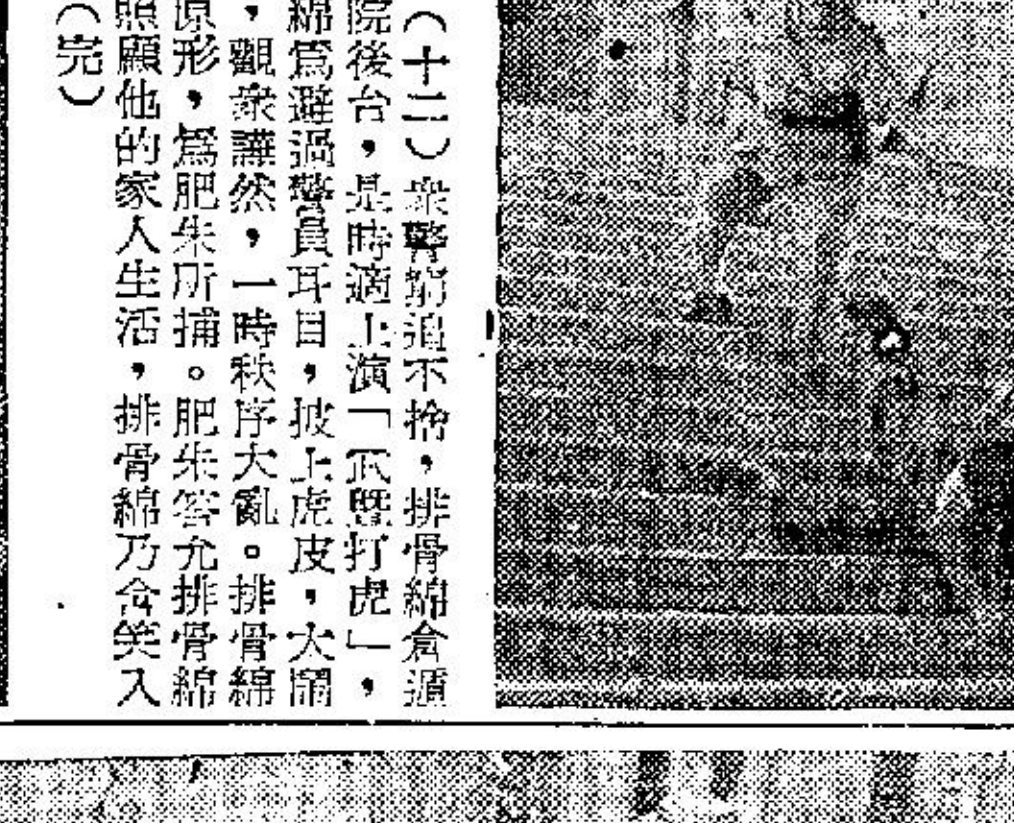 (十二)衆警窮追不捨,排骨綿倉遁
院後台,是時適上演「武松打虎」,
綿爲避過警員耳目,披上虎皮,大鬧
,觀衆譁然,一時秩序大亂。排骨綿
原形,爲肥朱所捕。肥朱答允排骨綿
照顧他的家人生活,排骨綿乃含笑入
(完)